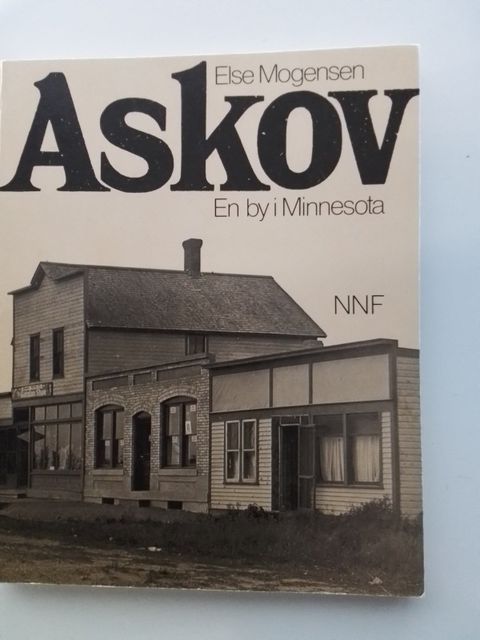 Else Mogensen
Askov
En by i Minnesota
NNF